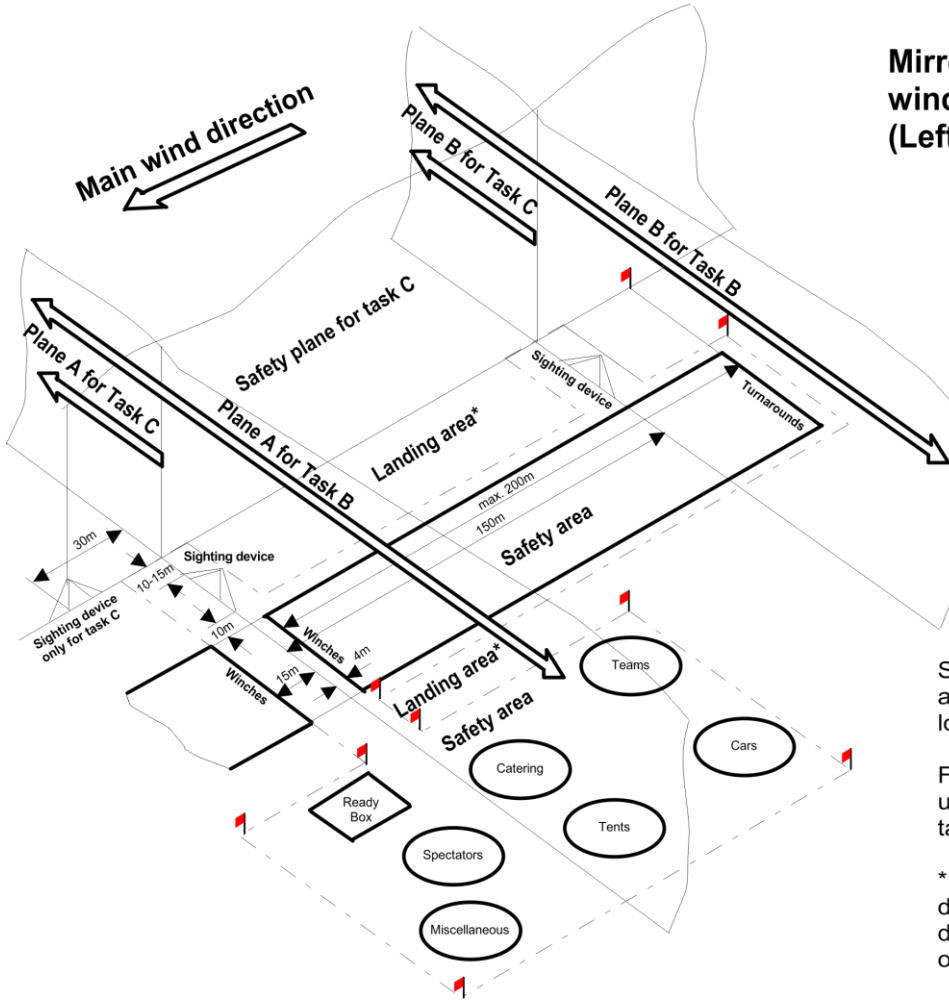 Main wind direction
Plane B for Task C
Plane B for Task B
Safety plane for task C
Plane A for Task C
Plane A for Task B
Landing area*
Sighting device
Turnarounds
max. 200m
150m
Safety area
30m
10-15m
Sighting device
Sighting device
only for task C
10m
Winches
Winches
15m
4m
Landing area*
Safety area
Teams
Cars
Catering
Tents
Ready
Box
Spectators
Miscellaneous
(Left
*